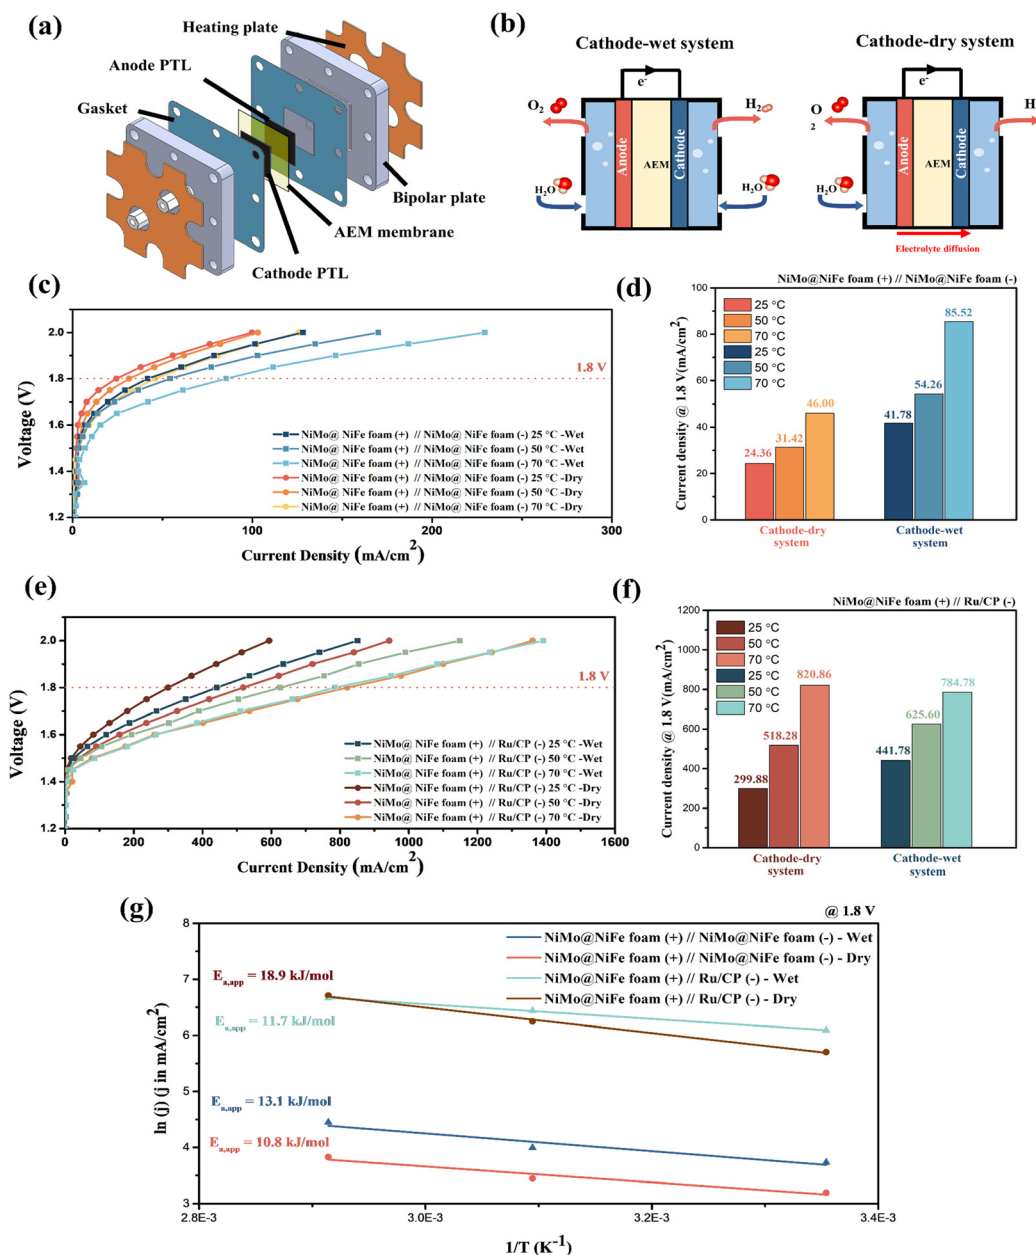 (a)
Heating plate
Anode PTL
Gasket
Bipolar plate
AEM membrane
Cathode PTL
(b)
Cathode-wet system
Cathode-dry system
e-
O2
H2
H2O
H2O
Anode
AEM
Cathode
e-
O
2
H
H2O
Anode
AEM
Cathode
Electrolyte diffusion
(c)
Voltage (V)
2.0
1.8
1.6
1.4
1.2
1.8 V
NiMo@ NiFe foam (+) // NiMo@ NiFe foam (-) 25 °C -Wet
NiMo@ NiFe foam (+) // NiMo@ NiFe foam (-) 50 °C -Wet
NiMo@ NiFe foam (+) // NiMo@ NiFe foam (-) 70 °C -Wet
NiMo@ NiFe foam (+) // NiMo@ NiFe foam (-) 25 °C -Dry
NiMo@ NiFe foam (+) // NiMo@ NiFe foam (-) 50 °C -Dry
NiMo@ NiFe foam (+) // NiMo@ NiFe foam (-) 70 °C -Dry
0 100 200 300
Current Density (mA/cm2)
(d)
NiMo@NiFe foam (+) // NiMo@NiFe foam (-)
Current density @ 1.8 V(mA/cm2)
100
80
60
40
20
0
25 °C
50 °C
70 °C
25 °C
50 °C
70 °C
24.36
31.42
46.00
41.78
54.26
85.52
Cathode-dry
system
Cathode-wet
system
(e)
Voltage (V)
2.0
1.8
1.6
1.4
1.2
1.8 V
NiMo@ NiFe foam (+) // Ru/CP (-) 25 °C -Wet
NiMo@ NiFe foam (+) // Ru/CP (-) 50 °C -Wet
NiMo@ NiFe foam (+) // Ru/CP (-) 70 °C -Wet
NiMo@ NiFe foam (+) // Ru/CP (-) 25 °C -Dry
NiMo@ NiFe foam (+) // Ru/CP (-) 50 °C -Dry
NiMo@ NiFe foam (+) // Ru/CP (-) 70 °C -Dry
0 200 400 600 800 1000 1200 1400 1600
Current Density (mA/cm2)
(f)
NiMo@NiFe foam (+) // Ru/CP (-)
Current density @ 1.8 V (mA/cm2)
1200
1000
800
600
400
200
0
25 °C
50 °C
70 °C
25 °C
50 °C
70 °C
299.88
518.28
820.86
441.78
625.60
784.78
Cathode-dry
system
Cathode-wet
system
(g)
@ 1.8 V
ln (j) (j in mA/cm2)
8
7
6
5
4
3
NiMo@NiFe foam (+) // NiMo@NiFe foam (-) - Wet
NiMo@NiFe foam (+) // NiMo@NiFe foam (-) - Dry
NiMo@NiFe foam (+) // Ru/CP (-) - Wet
NiMo@NiFe foam (+) // Ru/CP (-) - Dry
Ea,app = 18.9 kJ/mol
Ea,app = 11.7 kJ/mol
Ea,app = 13.1 kJ/mol
Ea,app = 10.8 kJ/mol
2.8E-3 3.0E-3 3.2E-3 3.4E-3
1/T (K-1)